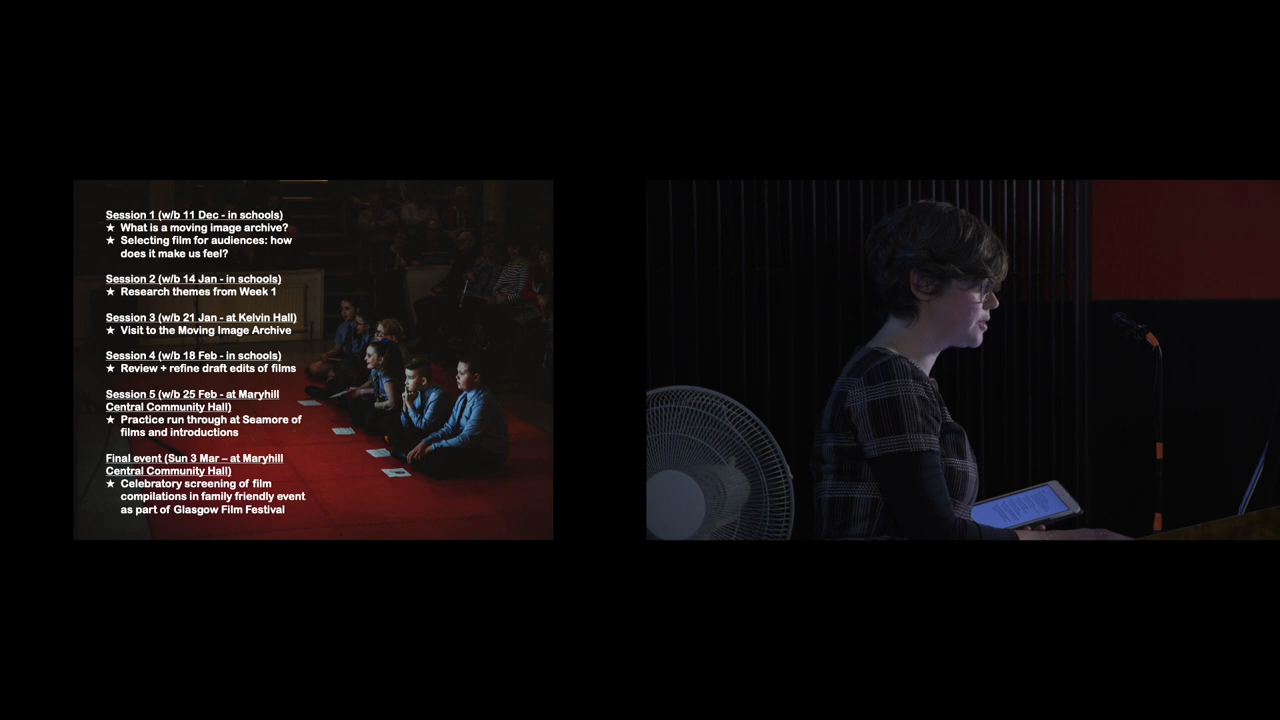 Session 1 (w/b 11 Dec - in schools)
★ What is a moving image archive?
★ Selecting film for audiences: how
does it make us feel?
Session 2 (w/b 14 Jan - in schools)
★ Research themes from Week 1
Session 3 (w/b 21 Jan - at Kelvin Hall)
★ Visit to the Moving Image Archive
Session 4 (w/b 18 Feb - in schools)
★ Review + refine draft edits of films
Session 5 (w/b 25 Feb - at Maryhill
Central Community Hall)
★ Practice run through at Seamore of
films and introductions
Final event (Sun 3 Mar – at Maryhill
Central Community Hall)
★ Celebratory screening of film
compilations in family friendly event
as part of Glasgow Film Festival